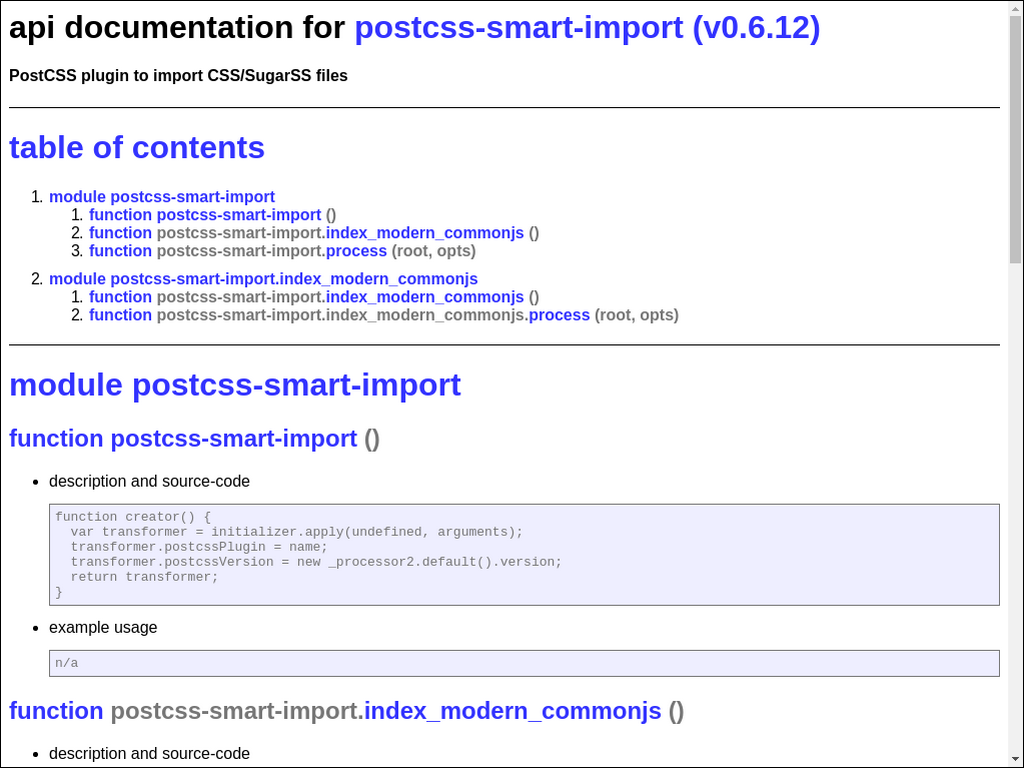 api documentation for postcss-smart-import (v0.6.12)
PostCSS plugin to import CSS/SugarSS files
table of contents
1. module postcss-smart-import
1. function postcss-smart-import ()
2. function postcss-smart-import.index_modern_commonjs ()
3. function postcss-smart-import.process (root, opts)
2. module postcss-smart-import.index_modern_commonjs
1. function postcss-smart-import.index_modern_commonjs ()
2. function postcss-smart-import.index_modern_commonjs.process (root, opts)
module postcss-smart-import
function postcss-smart-import ()
• description and source-code
function creator() {
  var transformer = initializer.apply(undefined, arguments);
  transformer.postcssPlugin = name;
  transformer.postcssVersion = new _processor2.default().version;
  return transformer;
}
• example usage
n/a
function postcss-smart-import.index_modern_commonjs ()
• description and source-code